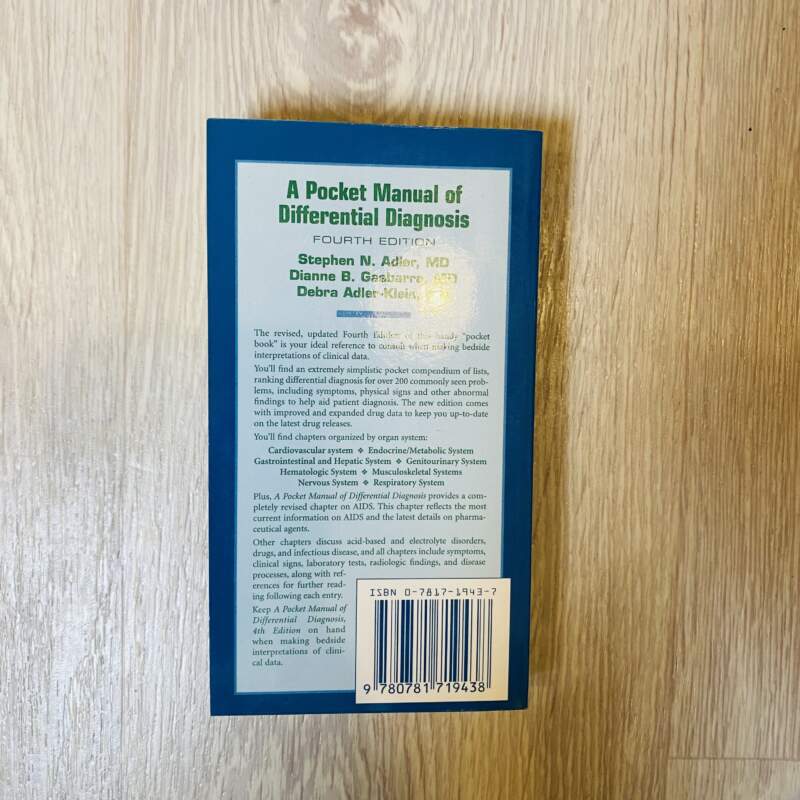 A Pocket Manual of
Differential Diagnosis
FOURTH EDITION
Stephen N. Adler, MD
Dianne B. Gasbarro, MD
Debra Adler-Klein,
The revised, updated Fourth Edition of this handy "pocket
book" is your ideal reference to consult when making bedside
interpretations of clinical data.
You'll find an extremely simplistic pocket compendium of lists,
ranking differential diagnosis for over 200 commonly seen prob-
lems, including symptoms, physical signs and other abnormal
findings to help aid patient diagnosis. The new edition comes
with improved and expanded drug data to keep you up-to-date
on the latest drug releases.
You'll find chapters organized by organ system:
Cardiovascular system ❖ Endocrine/Metabolic System
Gastrointestinal and Hepatic System ❖ Genitourinary System
Hematologic System ❖ Musculoskeletal Systems
Nervous System ❖ Respiratory System
Plus, A Pocket Manual of Differential Diagnosis provides a com-
pletely revised chapter on AIDS. This chapter reflects the most
current information on AIDS and the latest details on pharma-
ceutical agents.
Other chapters discuss acid-based and electrolyte disorders,
drugs, and infectious disease, and all chapters include symptoms,
clinical signs, laboratory tests, radiologic findings, and disease
processes, along with ref-
erences for further read-
ing following each entry.
Keep A Pocket Manual of
Differential Diagnosis,
4th Edition on hand
when making bedside
interpretations of clini-
cal data.
ISBN 0-7817-1943-7
9 780781 719438